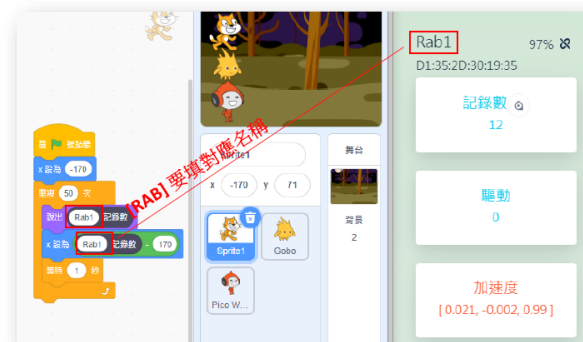 當 被點擊
x 設為 -170
重複 50 次
說出 Rab1 記錄數
x 設為 Rab1 記錄數 - 170
等待 1 秒
[RAB] 要填對應名稱
Sprite1
x -170 y 71
Sprite1
Gobo
Pico W...
舞台
背景
2
Rab1
97%
D1:35:2D:30:19:35
記錄數
12
驅動
0
加速度
[ 0.021, -0.002, 0.99 ]